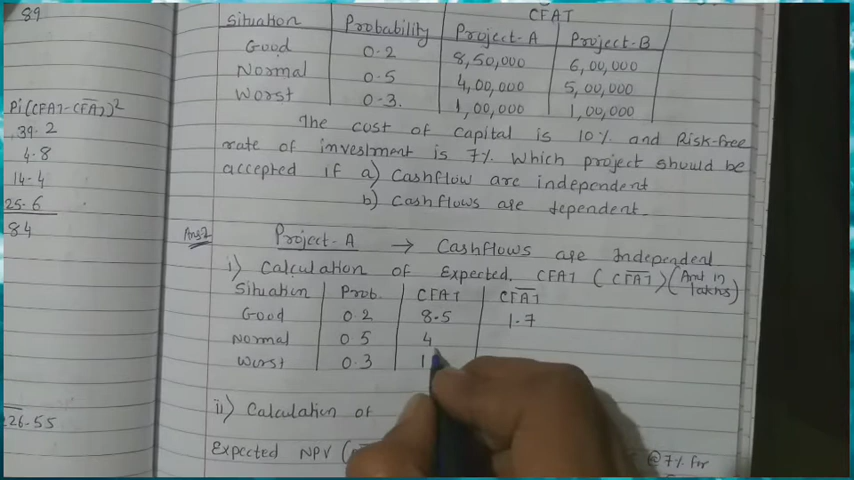 89
Pi(CFAT-C̅F̅A̅T̅)²
39.2
4.8
14.4
25.6
84
226.55
CFAT
Situation Probability Project-A Project-B
Good 0.2 8,50,000 6,00,000
Normal 0.5 4,00,000 5,00,000
Worst 0.3. 1,00,000 1,00,000
The cost of capital is 10% and Risk-free
rate of investment is 7%. Which project should be
accepted if a) Cashflow are independent
b) Cashflows are dependent.
Ans2 Project-A → Cashflows are Independent
i) Calculation of Expected, CFAT (C̅F̅A̅T̅) (Amt in lakhs)
Situation Prob. CFAT C̅F̅A̅T̅
Good 0.2 8.5 1.7
Normal 0 5 4
Worst 0.3 1
ii) Calculation of
Expected NPV ( @7% for